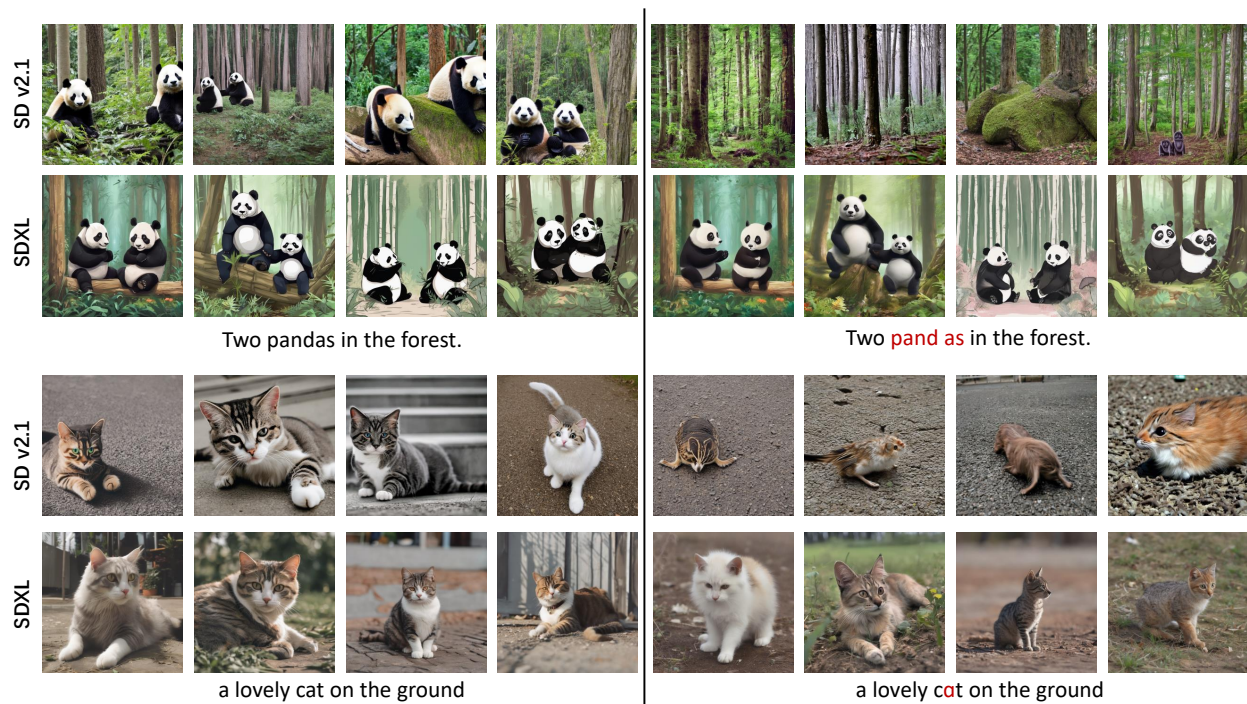 SD v2.1
SDXL
Two pandas in the forest.
Two pand as in the forest.
SD v2.1
SDXL
a lovely cat on the ground
a lovely cɑt on the ground